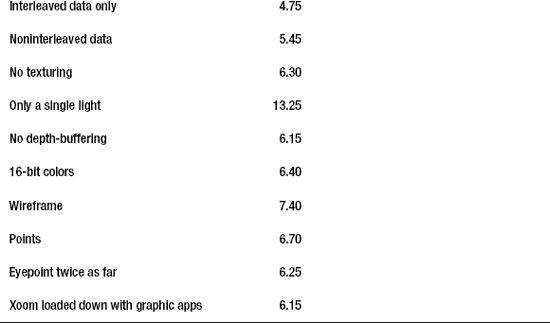 Interleaved data only 4.75
Noninterleaved data 5.45
No texturing 6.30
Only a single light 13.25
No depth-buffering 6.15
16-bit colors 6.40
Wireframe 7.40
Points 6.70
Eyepoint twice as far 6.25
Xoom loaded down with graphic apps 6.15